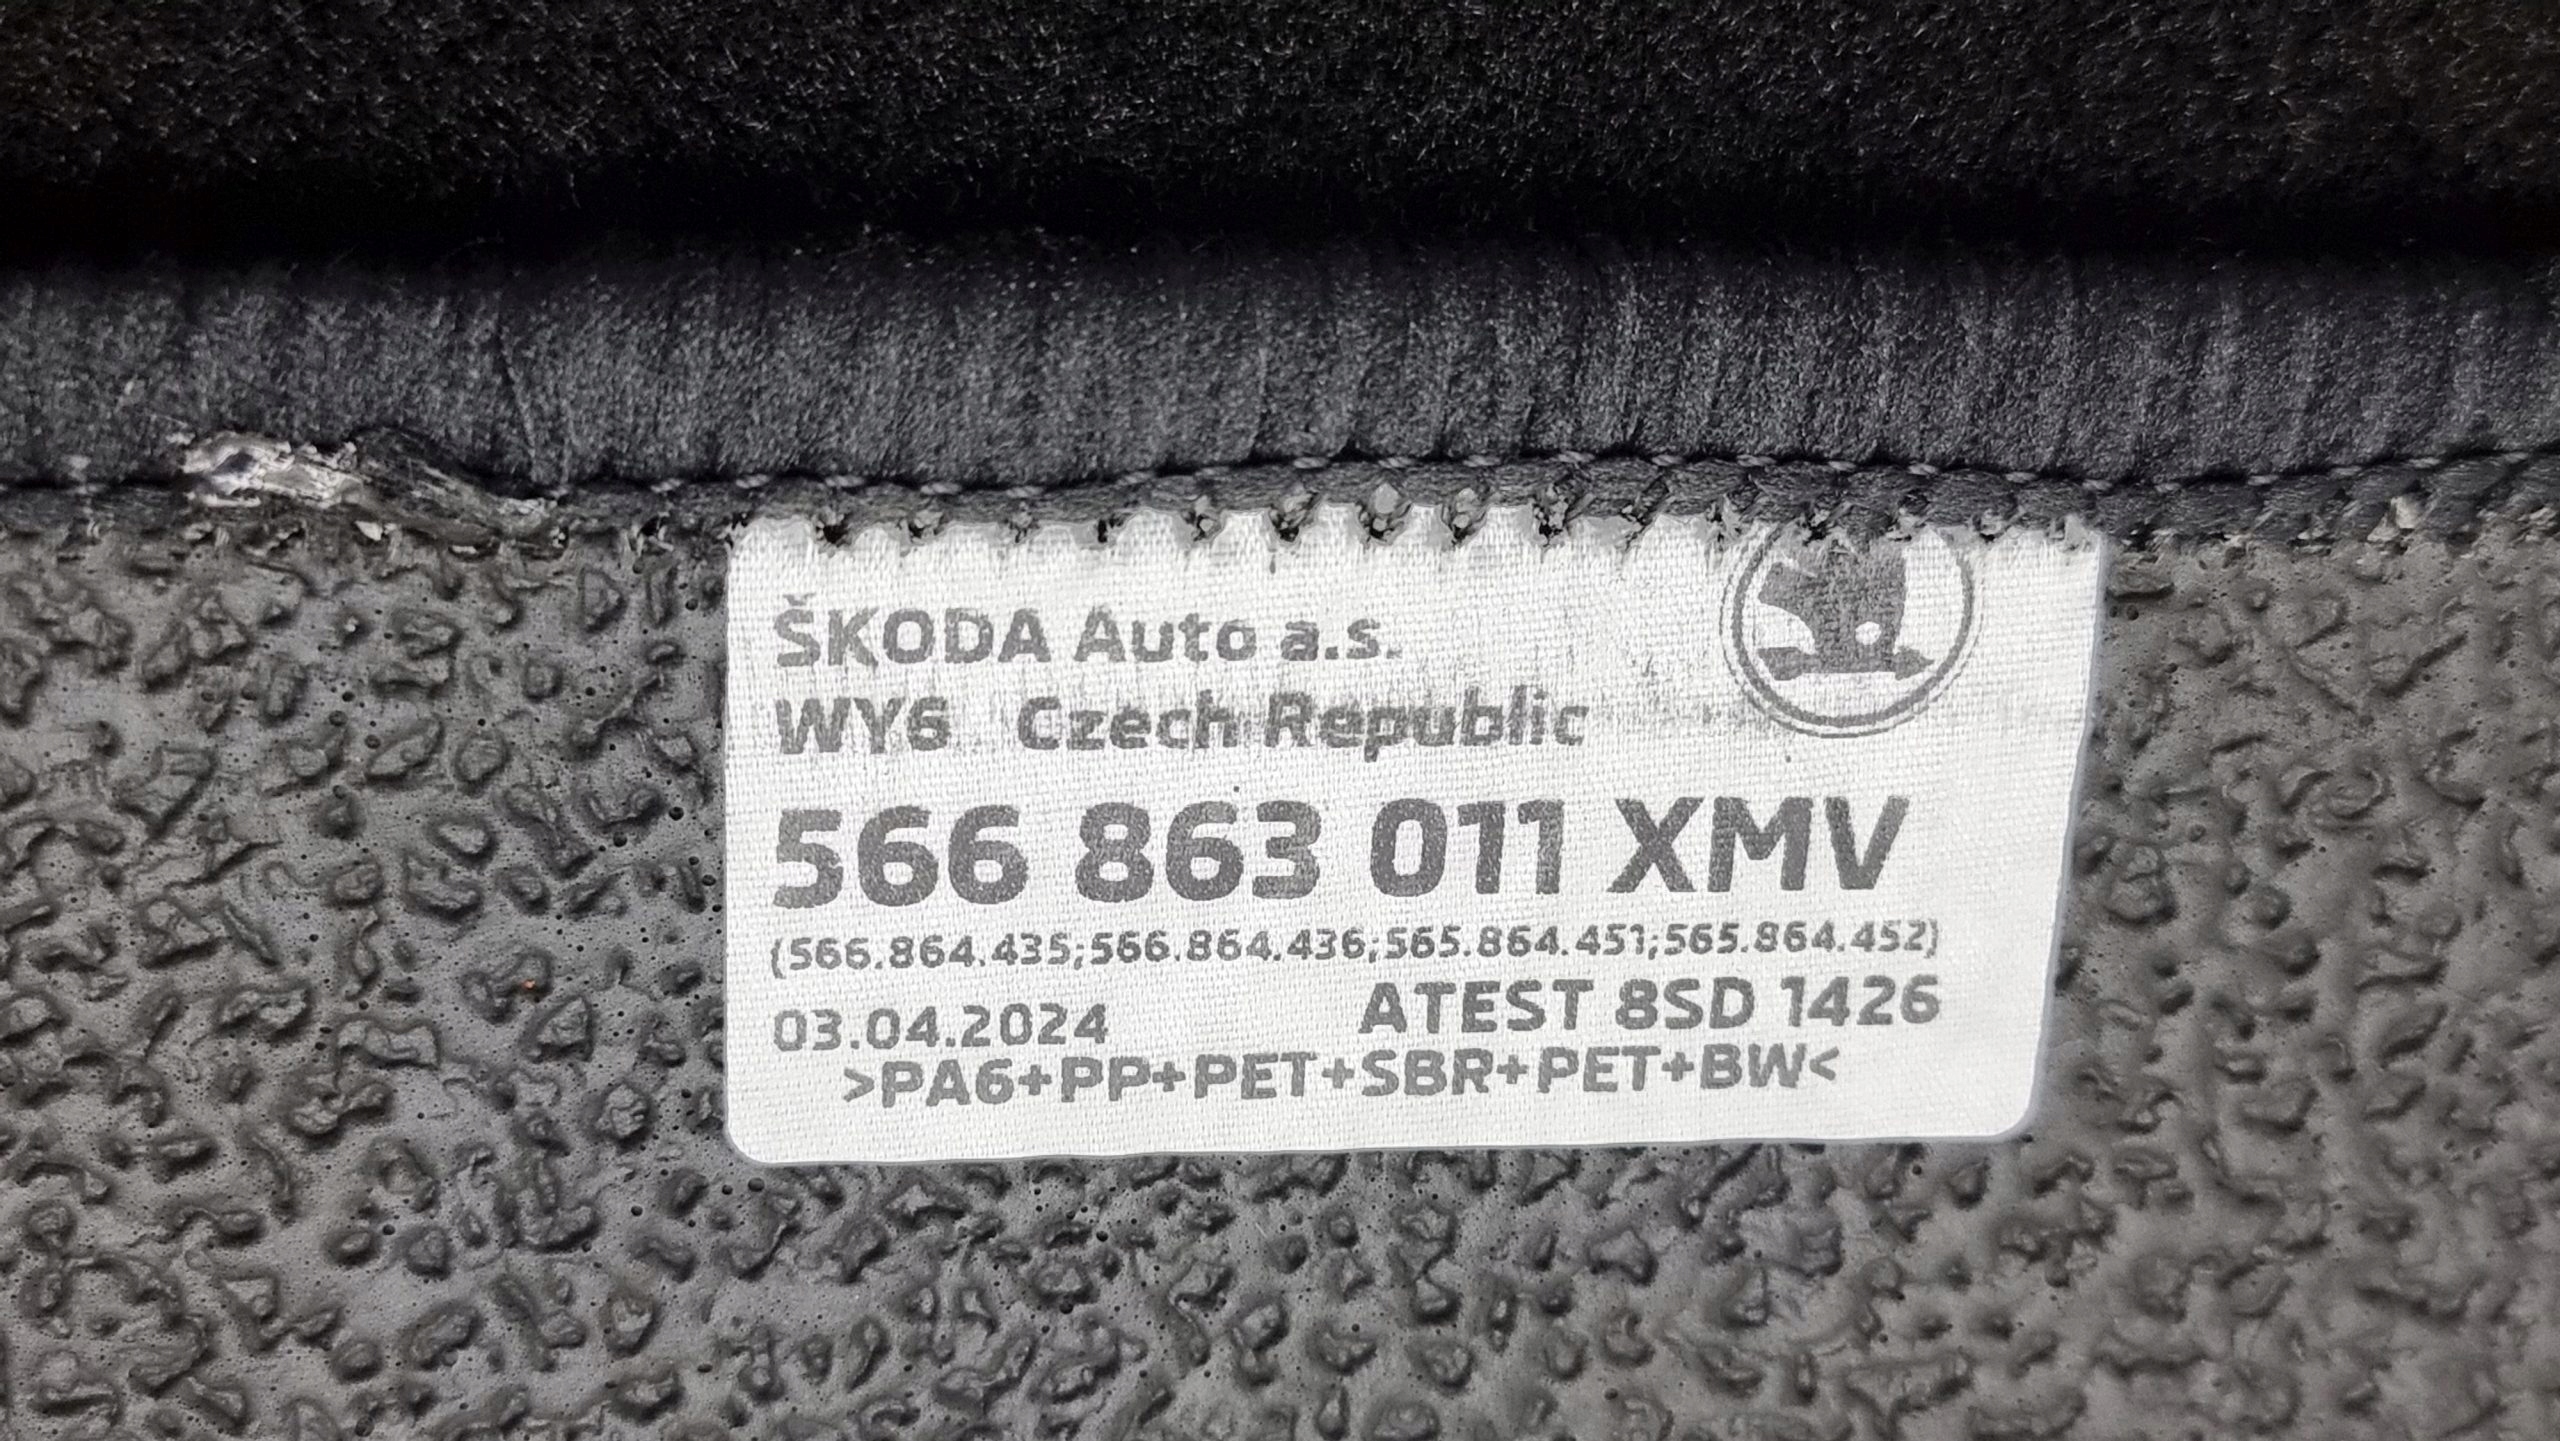 ŠKODA Auto a.s.
WY6 Czech Republic
566 863 011 XMV
(566.864.435;566.864.436;565.864.451;565.864.452)
03.04.2024 ATEST 8SD 1426
>PA6+PP+PET+SBR+PET+BW<